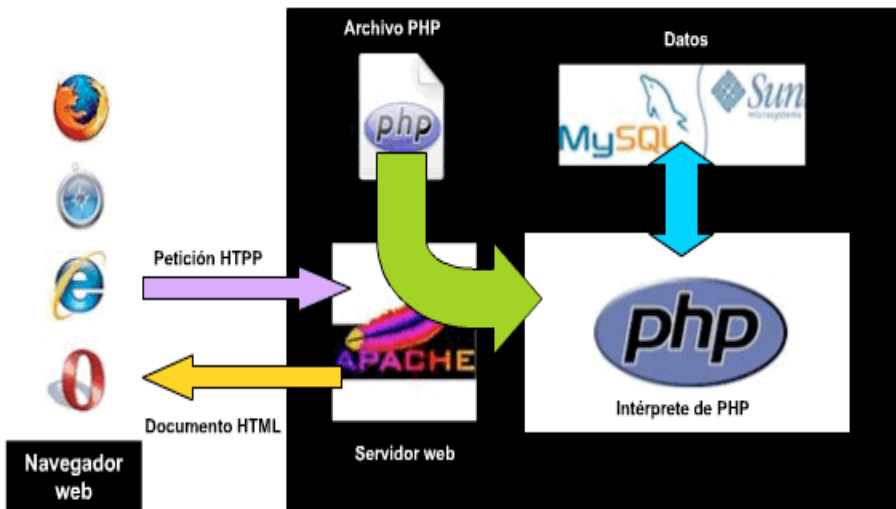 Archivo PHP
Datos
php
MySQL
Sun
microsystems
Petición HTPP
APACHE
php
Intérprete de PHP
Documento HTML
Servidor web
Navegador
web